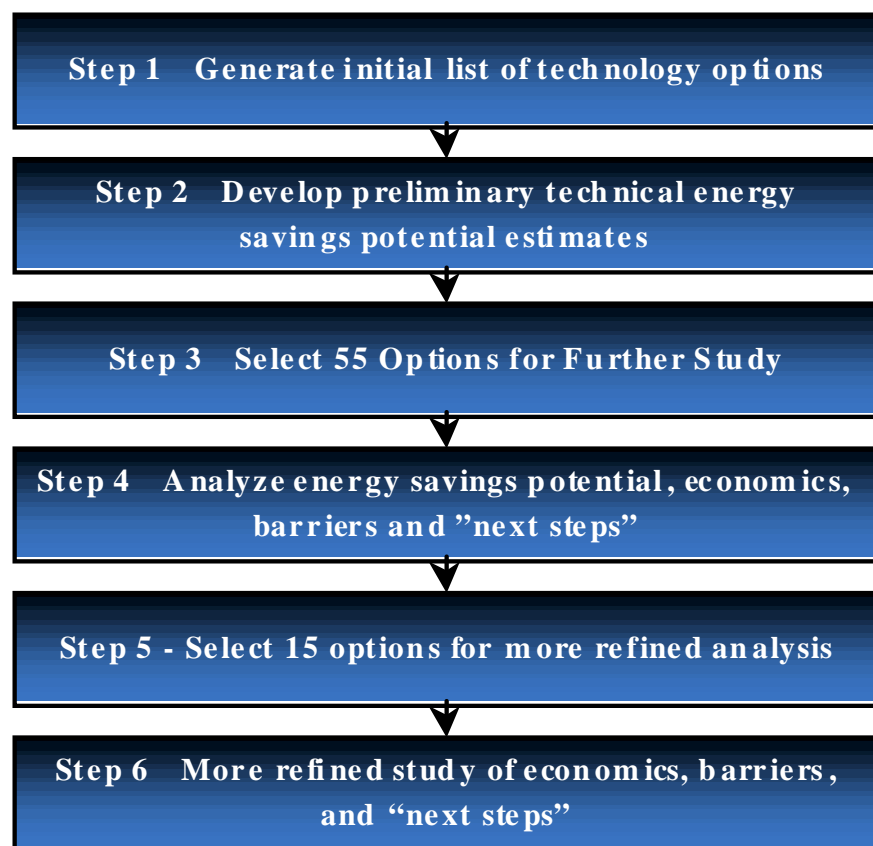 Step 1 Generate initial list of technology options
Step 2 Develop preliminary technical energy
savings potential estimates
Step 3 Select 55 Options for Further Study
Step 4 Analyze energy savings potential, economics,
barriers and ”next steps”
Step 5 - Select 15 options for more refined analysis
Step 6 More refined study of economics, barriers,
and “next steps”